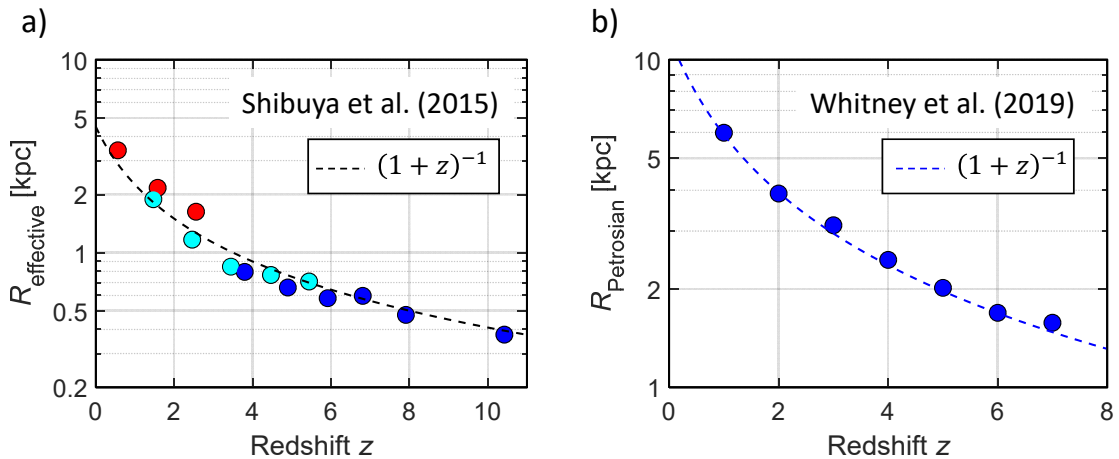 a)
10
5
2
1
0.5
0.2
R_effective [kpc]
Shibuya et al. (2015)
(1 + z)⁻¹
0 2 4 6 8 10
Redshift z
b)
10
5
2
1
R_Petrosian [kpc]
Whitney et al. (2019)
(1 + z)⁻¹
0 2 4 6 8
Redshift z